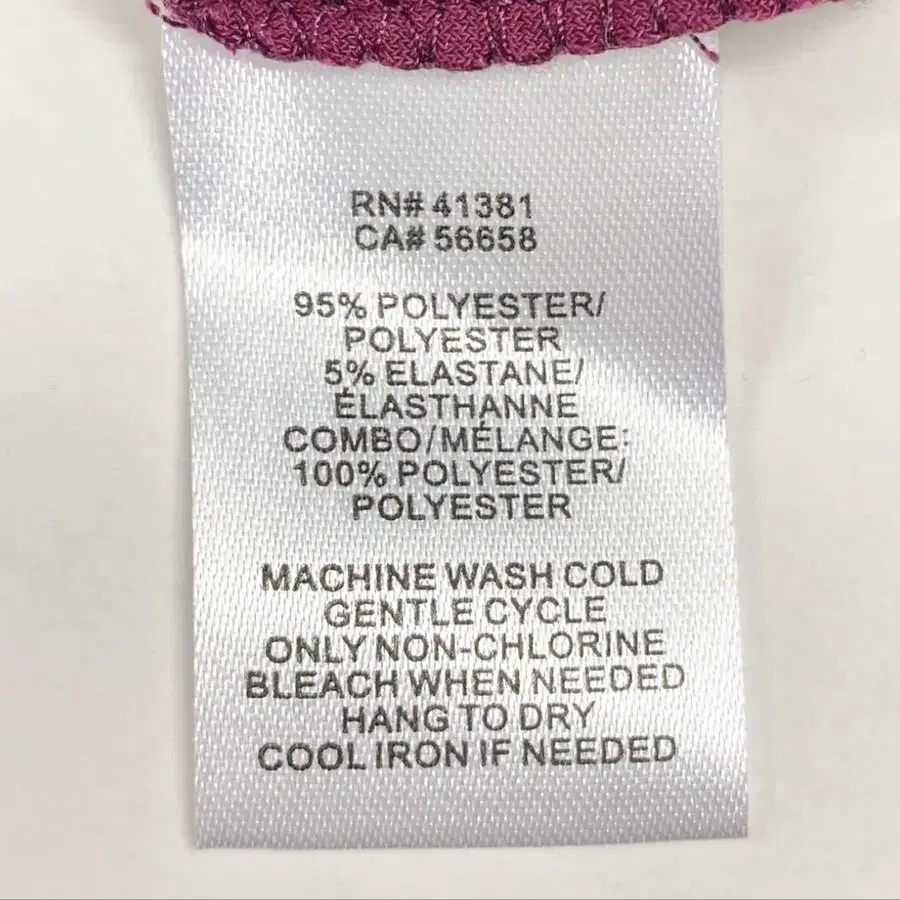 RN# 41381
CA# 56658
95% POLYESTER/
POLYESTER
5% ELASTANE/
ÉLASTHANNE
COMBO/MÉLANGE:
100% POLYESTER/
POLYESTER
MACHINE WASH COLD
GENTLE CYCLE
ONLY NON-CHLORINE
BLEACH WHEN NEEDED
HANG TO DRY
COOL IRON IF NEEDED